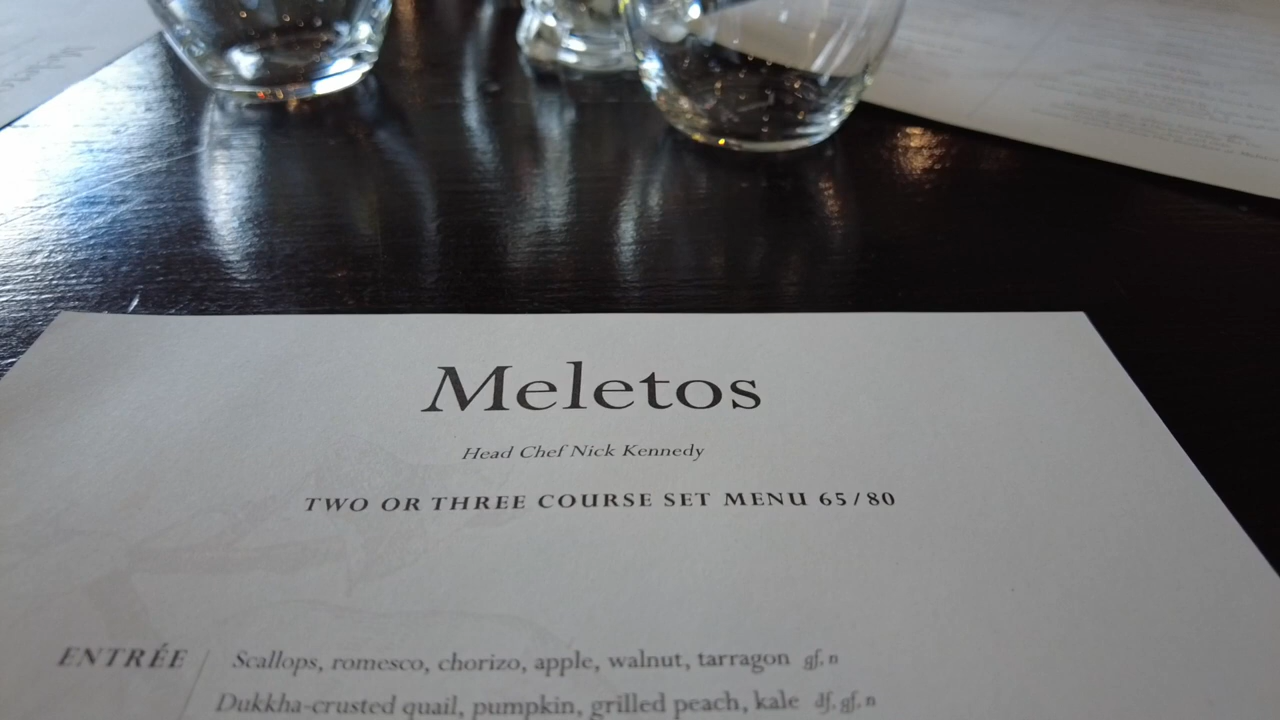 Meletos
Head Chef Nick Kennedy
TWO OR THREE COURSE SET MENU 65/80
ENTRÉE
Scallops, romesco, chorizo, apple, walnut, tarragon gf, n
Dukkha-crusted quail, pumpkin, grilled peach, kale df, gf, n